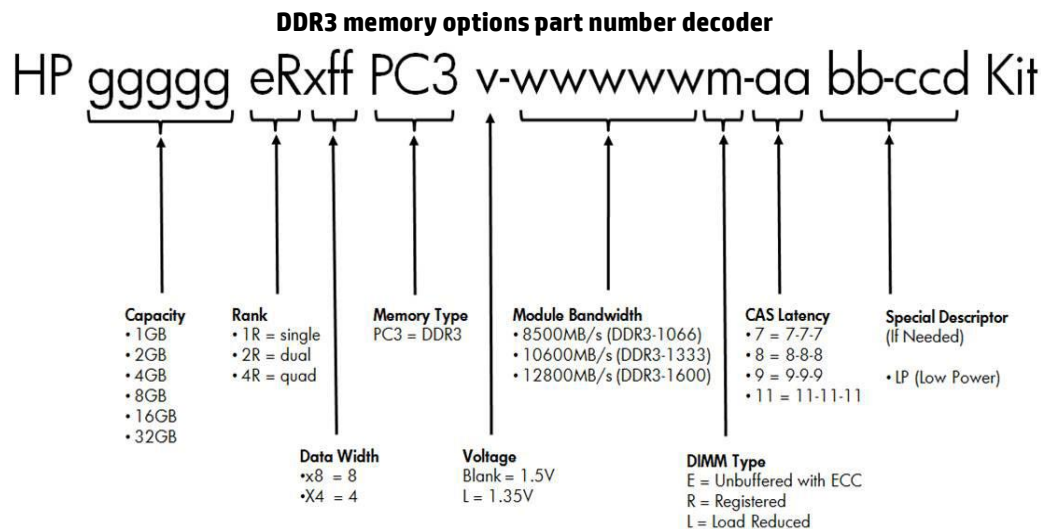 DDR3 memory options part number decoder
HP ggggg eRxff PC3 v-wwwwwm-aa bb-ccd Kit
Capacity
• 1GB
• 2GB
• 4GB
• 8GB
• 16GB
• 32GB
Rank
• 1R = single
• 2R = dual
• 4R = quad
Memory Type
PC3 = DDR3
Module Bandwidth
• 8500MB/s (DDR3-1066)
• 10600MB/s (DDR3-1333)
• 12800MB/s (DDR3-1600)
CAS Latency
• 7 = 7-7-7
• 8 = 8-8-8
• 9 = 9-9-9
• 11 = 11-11-11
Special Descriptor
(If Needed)
• LP (Low Power)
Data Width
•x8 = 8
•X4 = 4
Voltage
Blank = 1.5V
L = 1.35V
DIMM Type
E = Unbuffered with ECC
R = Registered
L = Load Reduced